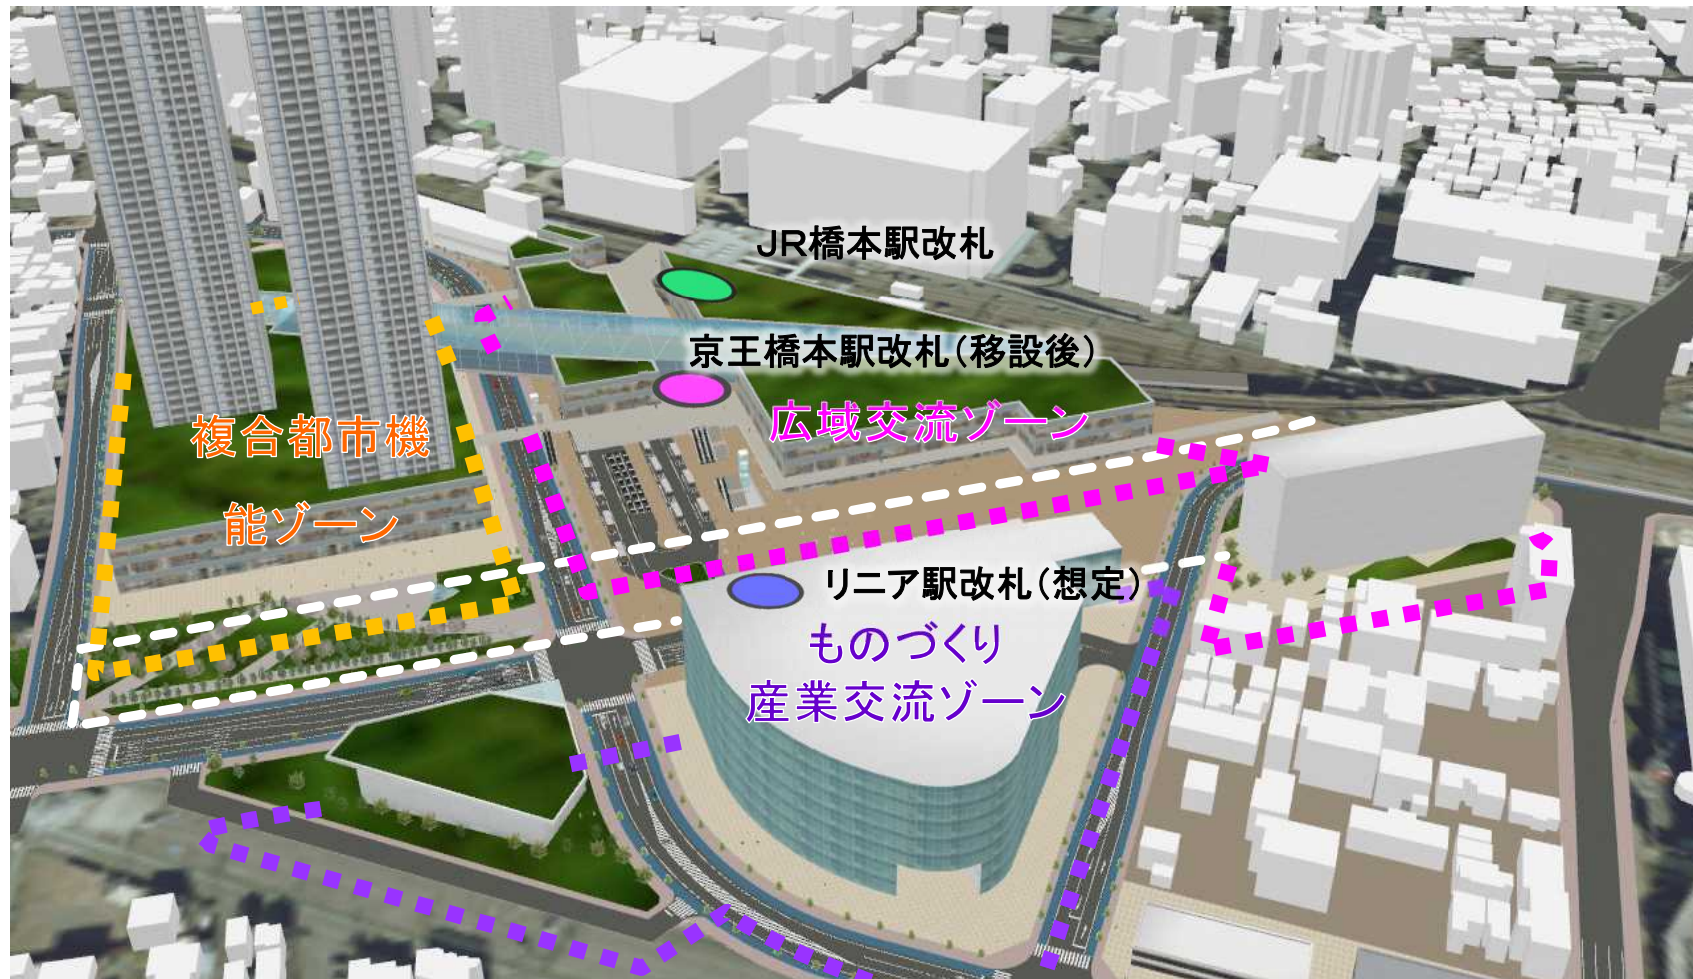 JR橋本駅改札
京王橋本駅改札(移設後)
広域交流ゾーン
複合都市機
能ゾーン
リニア駅改札(想定)
ものづくり
産業交流ゾーン